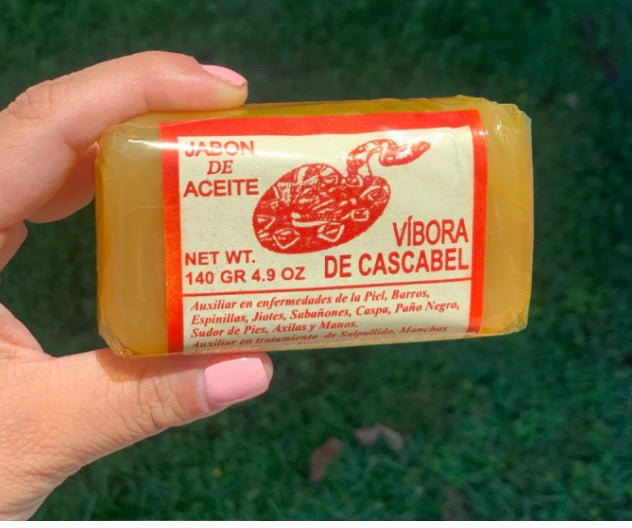 JABON
DE
ACEITE
VÍBORA
DE CASCABEL
NET WT.
140 GR 4.9 OZ
Auxiliar en enfermedades de la Piel, Barros,
Espinillas, Jiotes, Sabañones, Caspa, Paño Negro,
Sudor de Pies, Axilas y Manos.
Auxiliar en tratamiento de Salpullido, Manchas